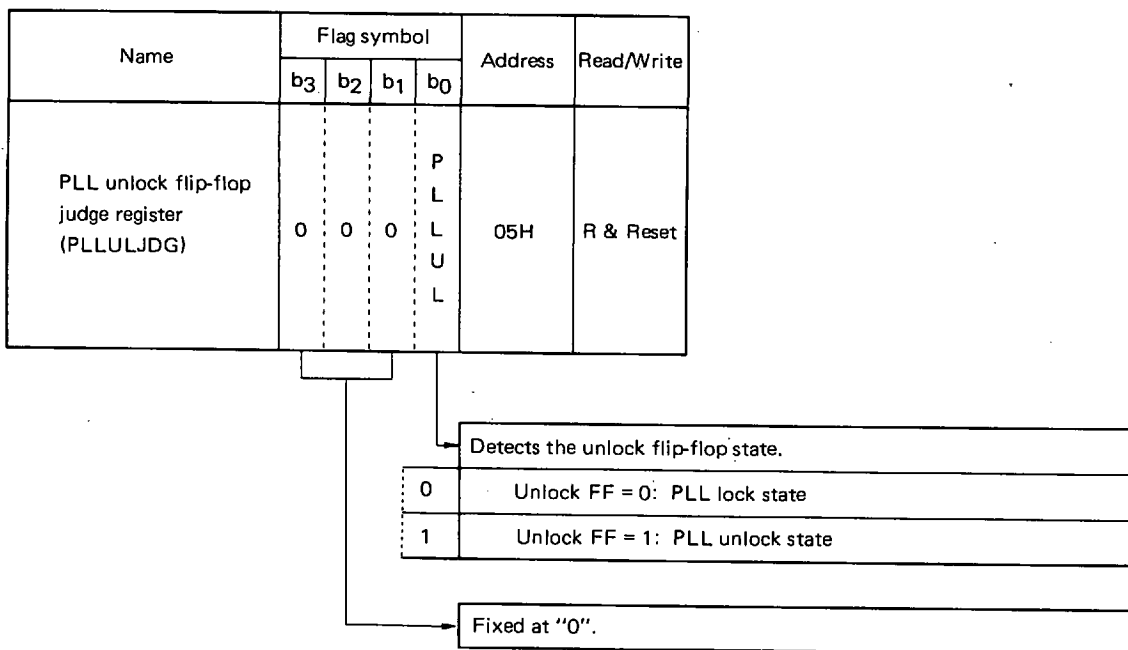 Name
Flag symbol
Address
Read/Write
b3 b2 b1 b0
PLL unlock flip-flop
judge register
(PLLULJDG)
0 0 0
P
L
L
U
L
05H
R & Reset
Detects the unlock flip-flop state.
0 Unlock FF = 0: PLL lock state
1 Unlock FF = 1: PLL unlock state
Fixed at "0".